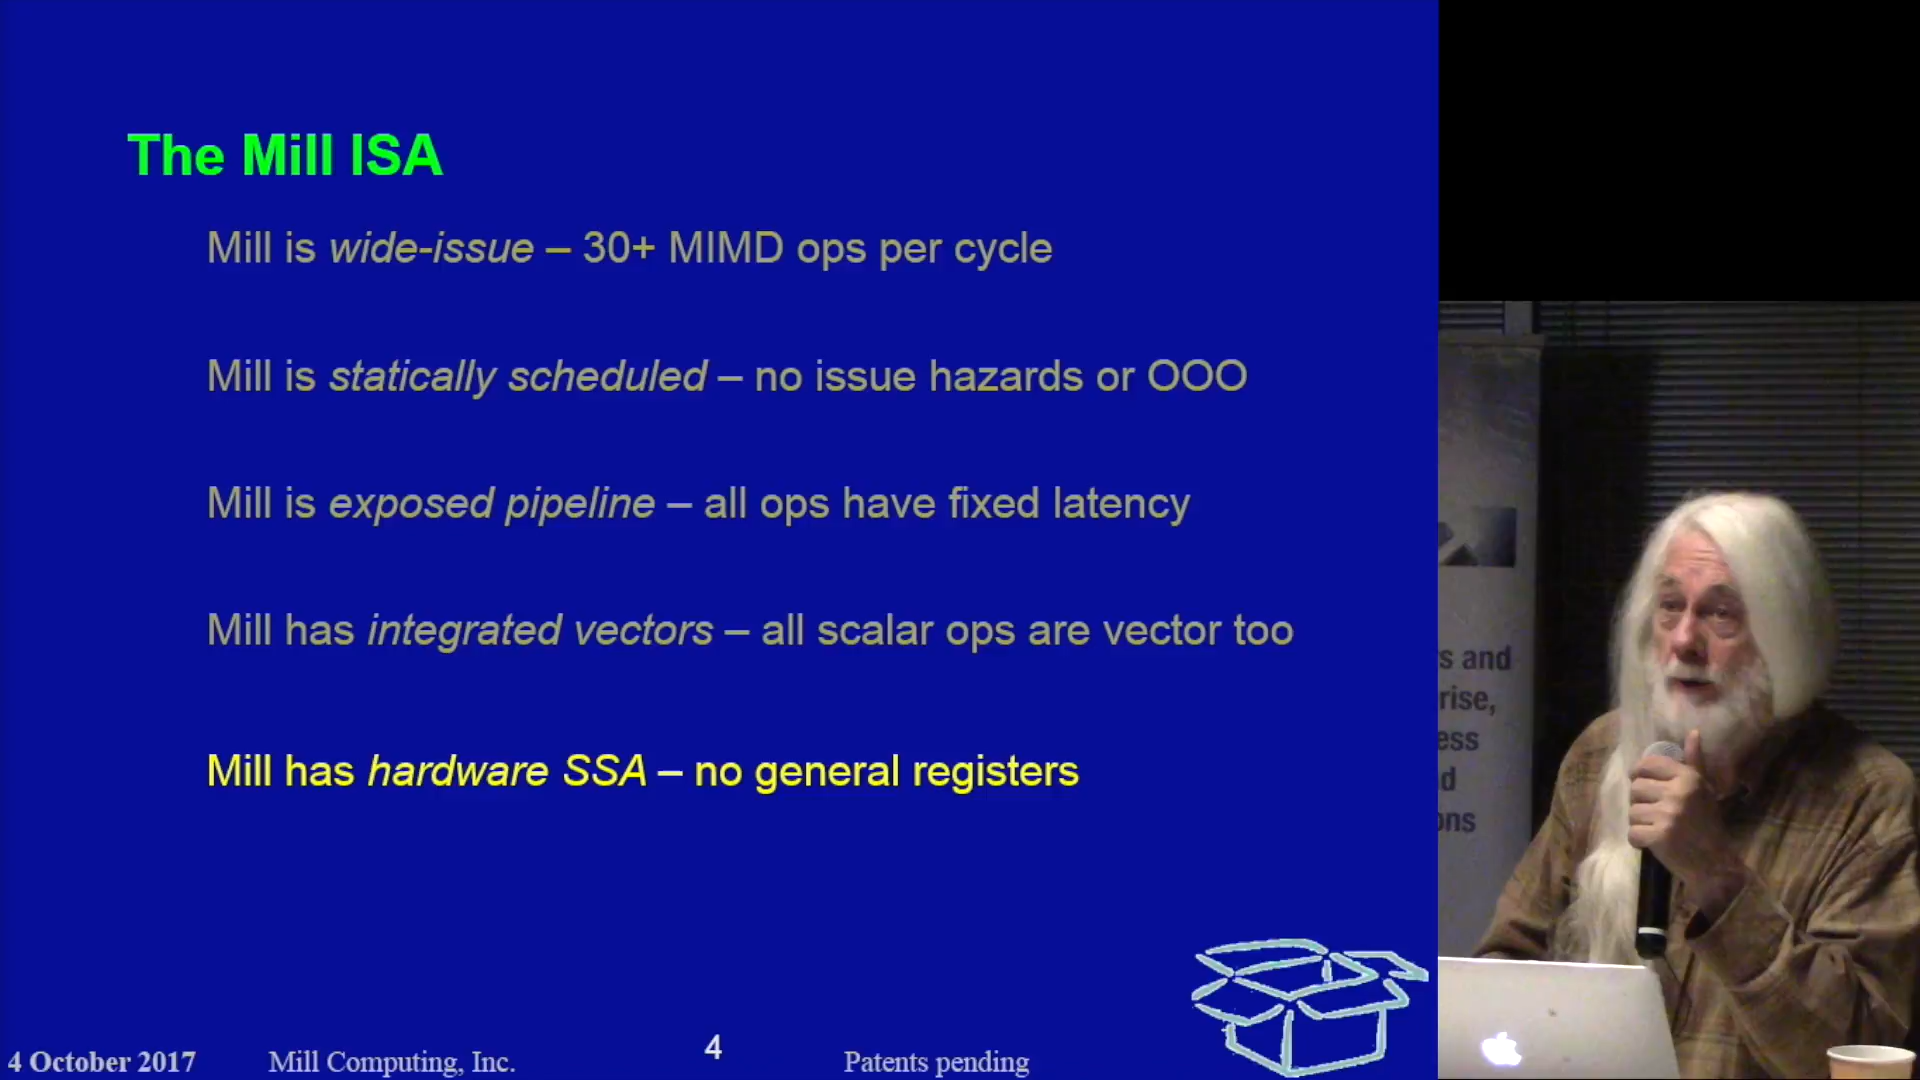 The Mill ISA
Mill is wide-issue – 30+ MIMD ops per cycle
Mill is statically scheduled – no issue hazards or OOO
Mill is exposed pipeline – all ops have fixed latency
Mill has integrated vectors – all scalar ops are vector too
Mill has hardware SSA – no general registers
4 October 2017
Mill Computing, Inc.
4
Patents pending
s and
rise,
ess
d
ons